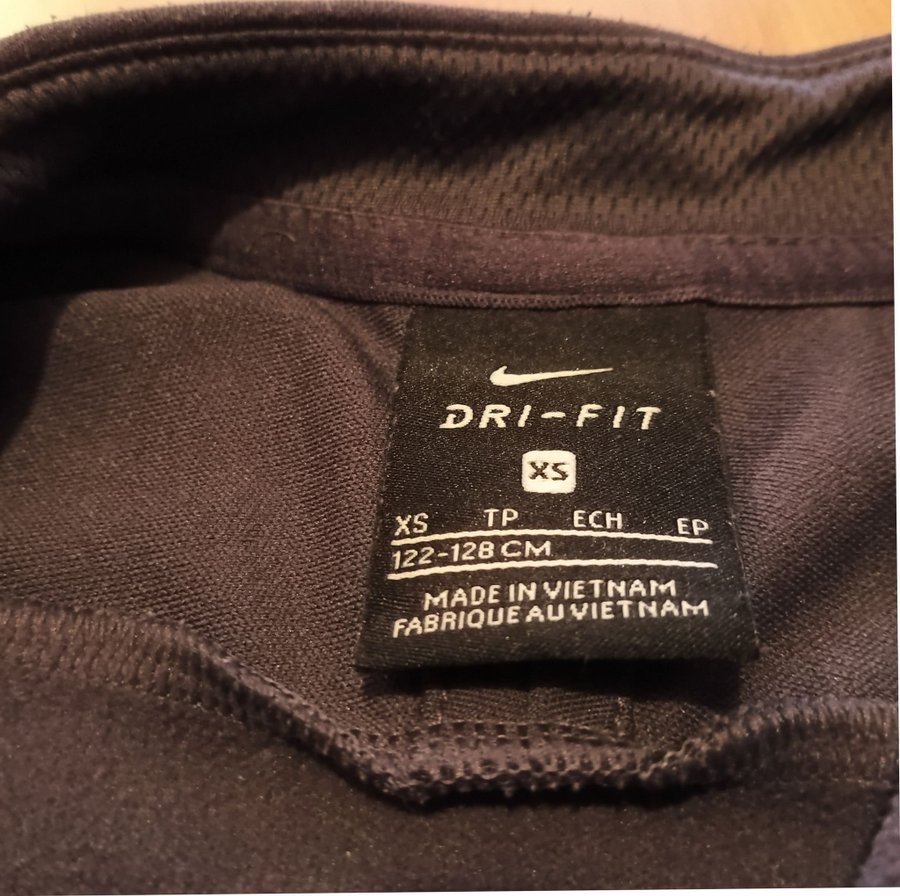 DRI-FIT
XS
XS TP ECH EP
122-128 CM
MADE IN VIETNAM
FABRIQUE AU VIETNAM